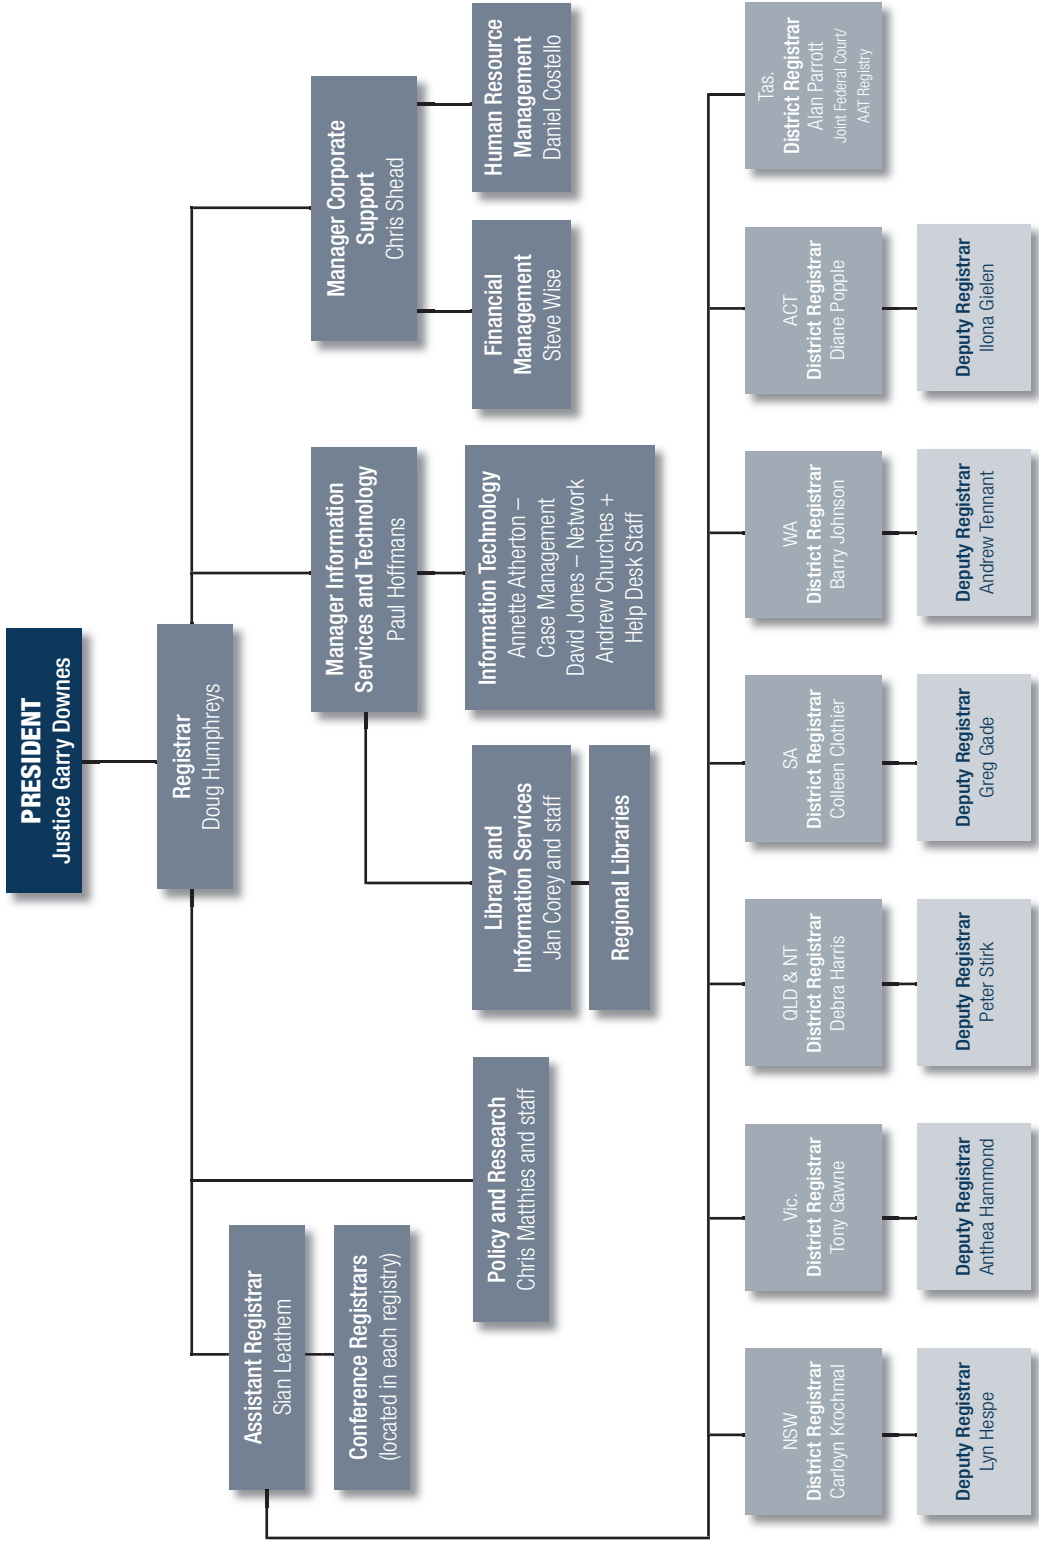 PRESIDENT
Justice Garry Downes
Registrar
Doug Humphreys
Assistant Registrar
Sian Leathem
Conference Registrars
(located in each registry)
Policy and Research
Chris Matthies and staff
Manager Information
Services and Technology
Paul Hoffmans
Library and
Information Services
Jan Corey and staff
Regional Libraries
Information Technology
Annette Atherton –
Case Management
David Jones – Network
Andrew Churches +
Help Desk Staff
Manager Corporate
Support
Chris Shead
Financial
Management
Steve Wise
Human Resource
Management
Daniel Costello
NSW
District Registrar
Carloyn Krochmal
Deputy Registrar
Lyn Hespe
Vic.
District Registrar
Tony Gawne
Deputy Registrar
Anthea Hammond
QLD & NT
District Registrar
Debra Harris
Deputy Registrar
Peter Stirk
SA
District Registrar
Colleen Clothier
Deputy Registrar
Greg Gade
WA
District Registrar
Barry Johnson
Deputy Registrar
Andrew Tennant
ACT
District Registrar
Diane Popple
Deputy Registrar
Ilona Gielen
Tas.
District Registrar
Alan Parrott
Joint Federal Court/
AAT Registry